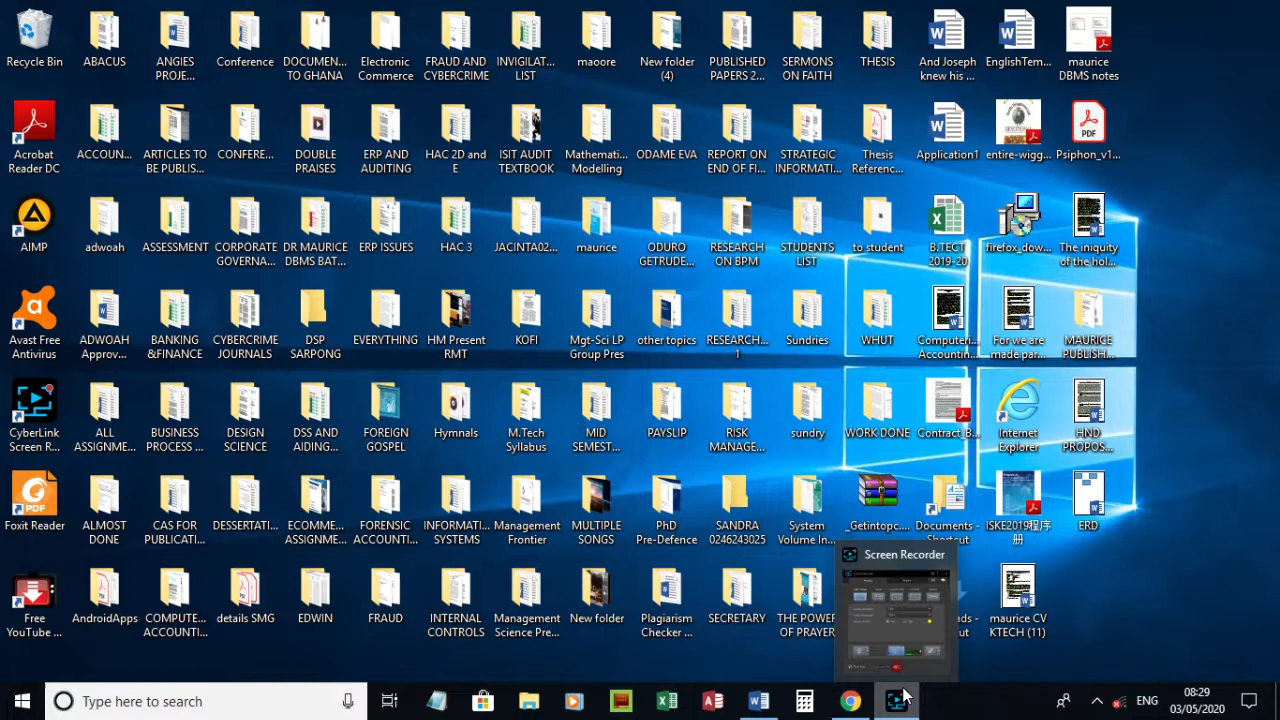 Recycle Bin
ABACUS
ANGIES
PROJE...
Conference
DOCUMEN...
TO GHANA
Electronic
Commerce
FRAUD AND
CYBERCRIME
INVIGILAT...
LIST
maoore
New folder
(4)
PUBLISHED
PAPERS 2...
SERMONS
ON FAITH
THESIS
And Joseph
knew his ...
EnglishTem...
maurice
DBMS notes
Acrobat
Reader DC
ACCOUN...
ARTICLES TO
BE PUBLIS...
CONFERE...
DOUBLE
PRAISES
ERP AND
AUDITING
HAC 2D and
E
ISIT AUDIT
TEXTBOOK
Mathemati...
Modelling
ODAME EVA
REPORT ON
END OF FI...
STRATEGIC
INFORMATI...
Thesis
Referenc...
Application1
entire-wigg...
PDF
Psiphon_v1...
AIMP
adwoah
ASSESSMENT
CORPORATE
GOVERNA...
DR MAURICE
DBMS BAT...
ERP ISSUES
HAC 3
JACINTA02...
maurice
ODURO
GETRUDE...
RESEARCH
ON BPM
STUDENTS
LIST
to student
B.TECT
2019-20
firefox_dow...
The iniquity
of the hol...
Avast Free
Antivirus
ADWOAH
Approv...
BANKING
&FINANCE
CYBERCRIME
JOURNALS
DSP
SARPONG
EVERYTHING
HM Present
RMT
KOFI
Mgt-Sci LP
Group Pres
other topics
RESEARCH...
1
Sundries
WHUT
Computeri...
Accountin...
For we are
made par...
MAURICE
PUBLISH...
CyberLink
Screen R...
ALL
ASSIGNME...
BUSINESS
PROCESS ...
DESIGN
SCIENCE
DSS AND
AIDING...
FOREIGN
GOSPEL
Hymnals
M.Tech
Syllabus
MID
SEMEST...
PAYSLIP
RISK
MANAGE...
sundry
WORK DONE
Contract_B...
Internet
Explorer
HND
PROPOS...
PDF
Foxit Reader
ALMOST
DONE
CAS FOR
PUBLICATI...
DESSERTATI...
ECOMME...
ASSIGNME...
FORENSIC
ACCOUNTI...
INFORMATI...
SYSTEMS
Management
Frontier
MULTIPLE
SONGS
PhD
Pre-Defence
SANDRA
0246243025
System
Volume In...
_Getintopc....
Documents -
Shortcut
ISKE2019程序
册
ERD
Screen Recorder
Free
YouTube ...
AndroidApps
COMPUTE...
ACCOUNTI...
details SMG
EDWIN
FRAUD
INTERNAL
CONTROLS
Management
Science Pre...
New folder
Plagiarism
Checker ...
SECRETARY
THE POWER
OF PRAYER
maurice CV
KTECH (11)
Type here to search
ENG
08:29
03/05/2020